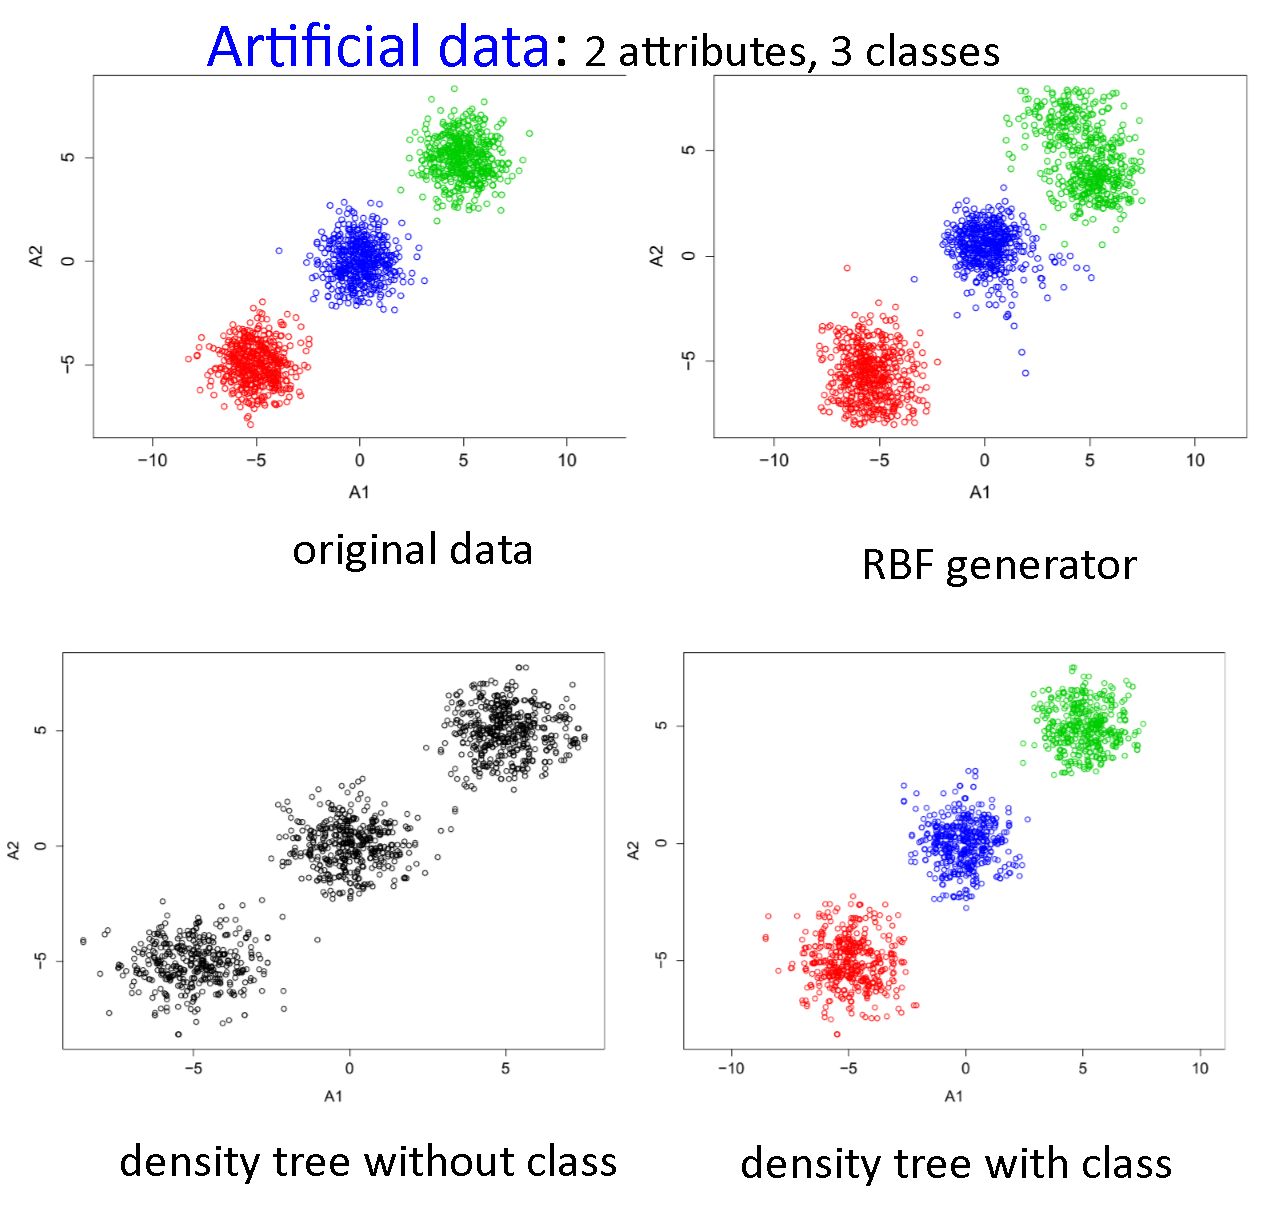 Artificial data: 2 attributes, 3 classes
5
0
−5
A2
−10 −5 0 5 10
A1
original data
5
0
−5
A2
−10 −5 0 5 10
A1
RBF generator
5
0
−5
A2
−5 0 5
A1
density tree without class
5
0
−5
A2
−10 −5 0 5 10
A1
density tree with class